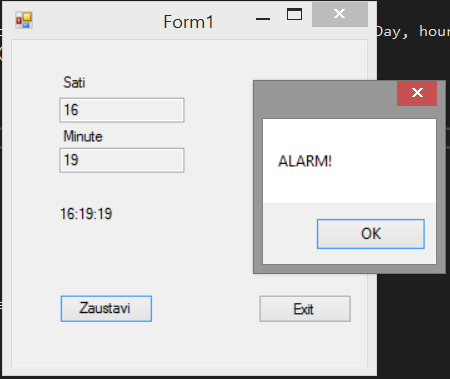 Form1
Day, hour
Sati
16
Minute
19
ALARM!
16:19:19
OK
Zaustavi
Exit